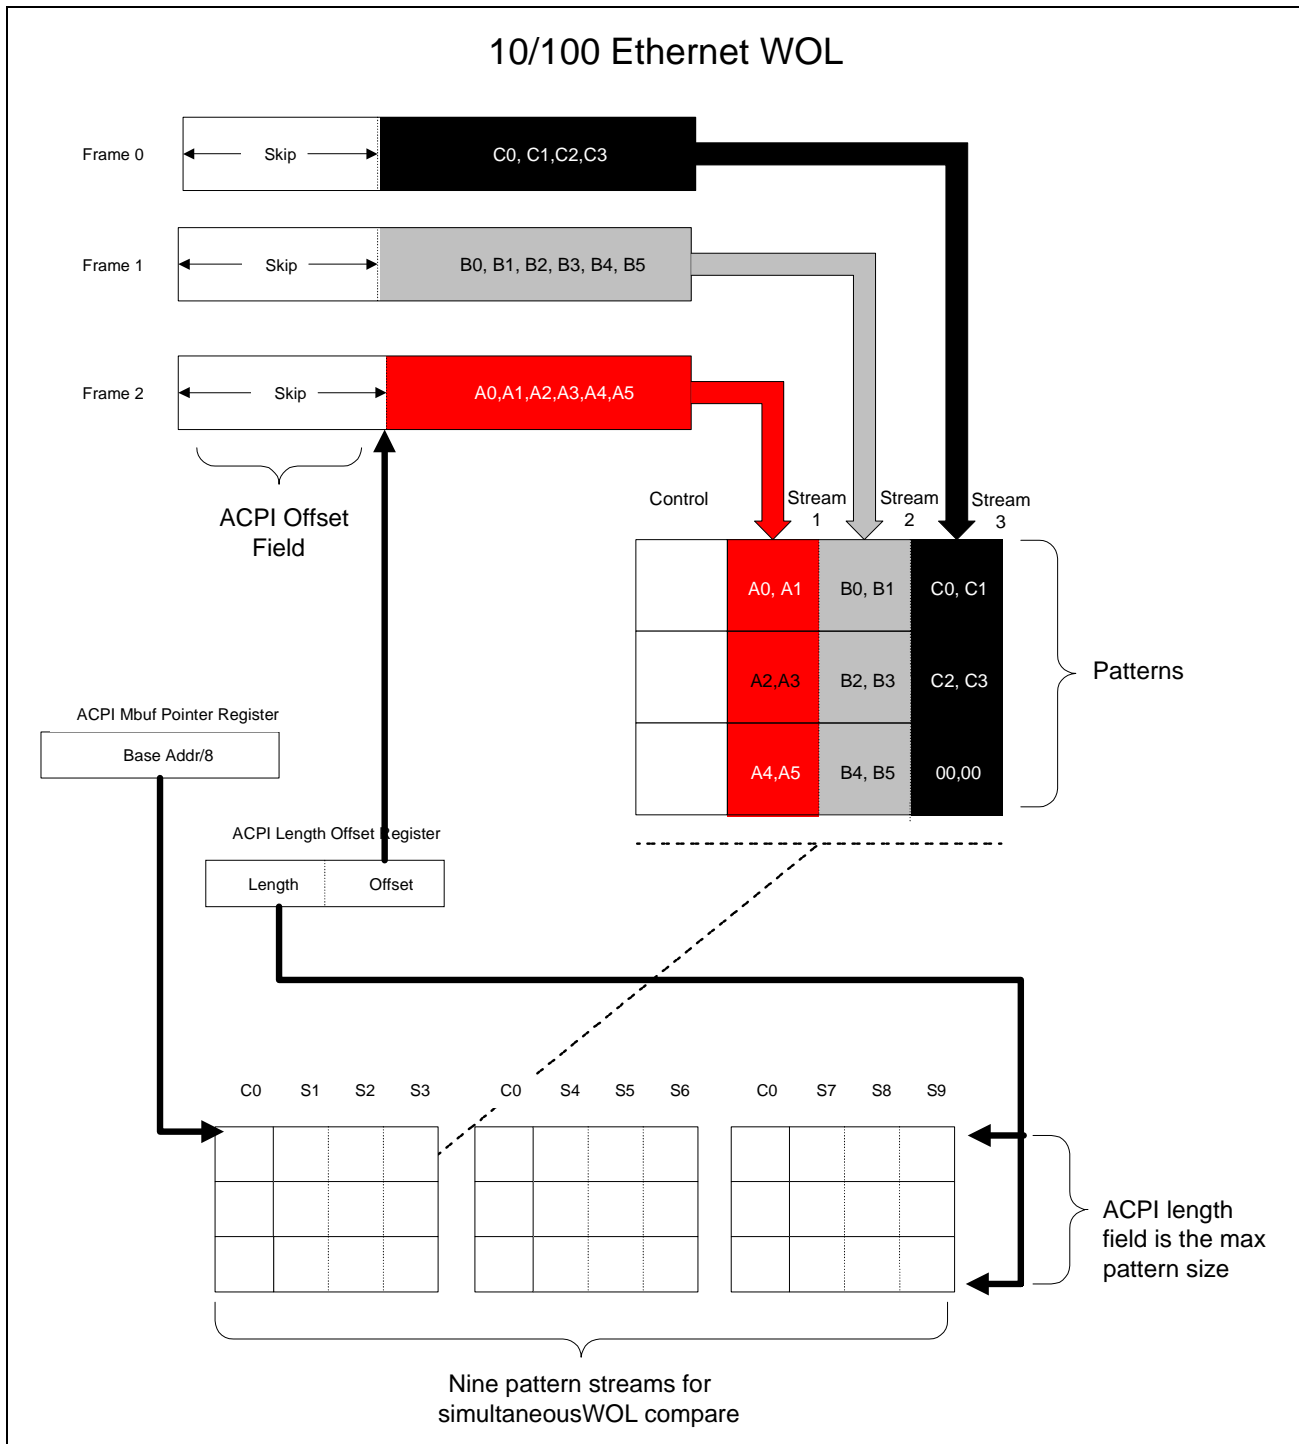 10/100 Ethernet WOL
Frame 0
Skip
C0, C1,C2,C3
Frame 1
Skip
B0, B1, B2, B3, B4, B5
Frame 2
Skip
A0,A1,A2,A3,A4,A5
ACPI Offset
Field
Control
Stream
1
Stream
2
Stream
3
A0, A1
B0, B1
C0, C1
A2,A3
B2, B3
C2, C3
A4,A5
B4, B5
00,00
Patterns
ACPI Mbuf Pointer Register
Base Addr/8
ACPI Length Offset Register
Length
Offset
C0 S1 S2 S3
C0 S4 S5 S6
C0 S7 S8 S9
ACPI length
field is the max
pattern size
Nine pattern streams for
simultaneousWOL compare